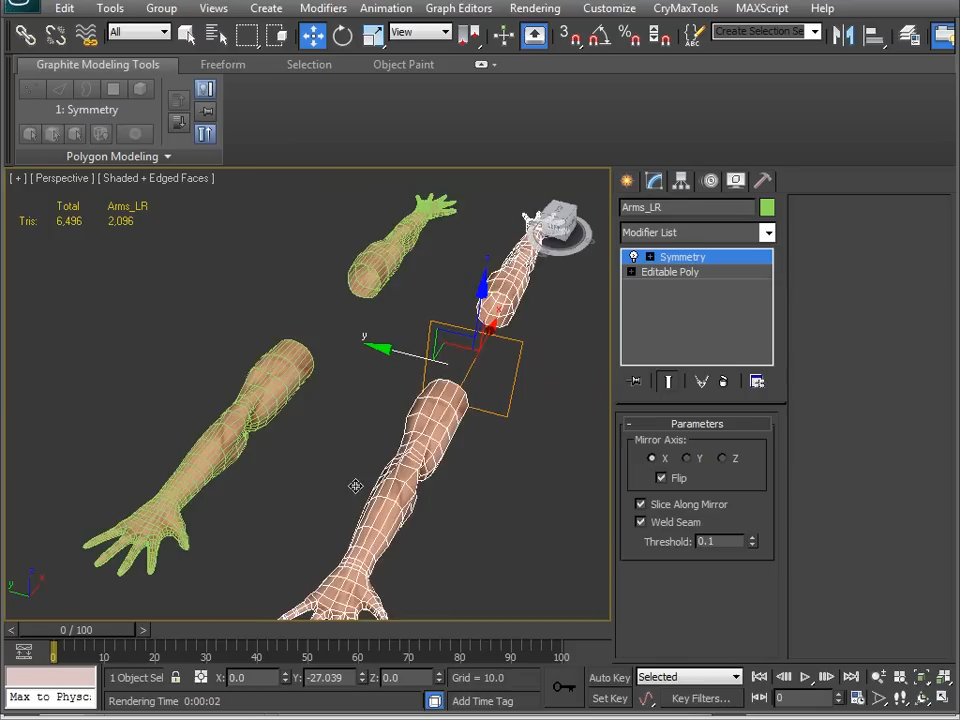 Edit Tools Group Views Create Modifiers Animation Graph Editors Rendering Customize CryMaxTools MAXScript Help
All View 3 % Create Selection Se
Graphite Modeling Tools Freeform Selection Object Paint
1: Symmetry
Polygon Modeling
[ + ] [ Perspective ] [ Shaded + Edged Faces ]
Total Arms_LR
Tris: 6,496 2,096
Arms_LR
Modifier List
Symmetry
Editable Poly
y
z
x
- Parameters
Mirror Axis:
X Y Z
Flip
Slice Along Mirror
Weld Seam
Threshold: 0.1
z
y x
< 0 / 100 >
0 10 20 30 40 50 60 70 80 90 100
1 Object Sel X: 0.0 Y: -27.039 Z: 0.0 Grid = 10.0 Auto Key Selected
Max to Physc: Rendering Time 0:00:02 Add Time Tag Set Key Key Filters... 0